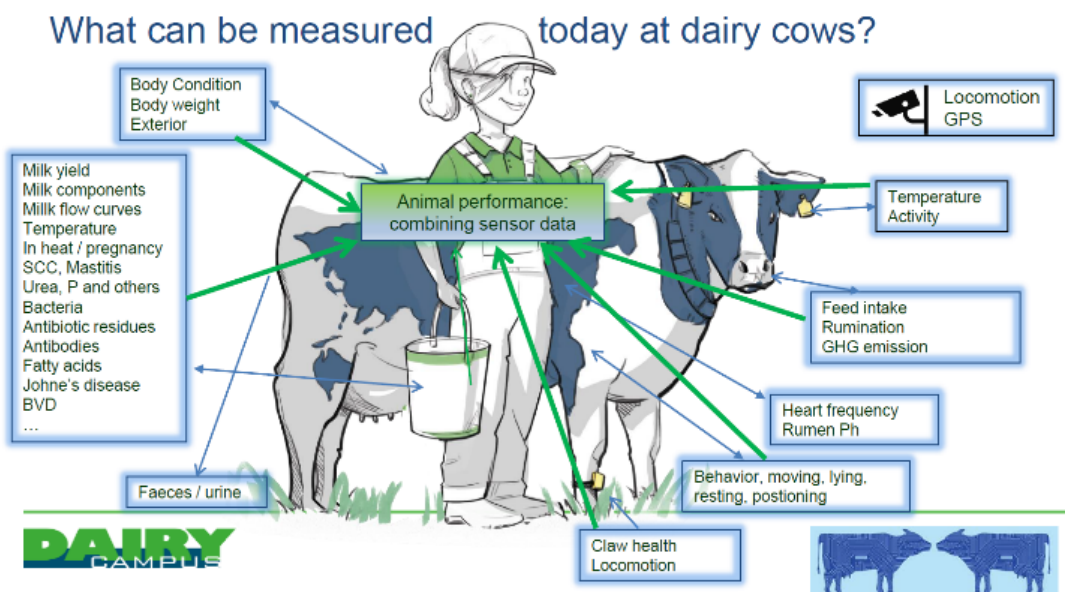 What can be measured today at dairy cows?
Body Condition
Body weight
Exterior
Locomotion
GPS
Milk yield
Milk components
Millk flow curves
Temperature
In heat / pregnancy
SCC, Mastitis
Urea, P and others
Bacteria
Antibiotic residues
Antibodies
Fatty acids
Johne's disease
BVD
...
Animal performance:
combining sensor data
Temperature
Activity
Feed intake
Rumination
GHG emission
Heart frequency
Rumen Ph
Behavior, moving, lying,
resting, postioning
Faeces / urine
Claw health
Locomotion
DAIRY
CAMPUS